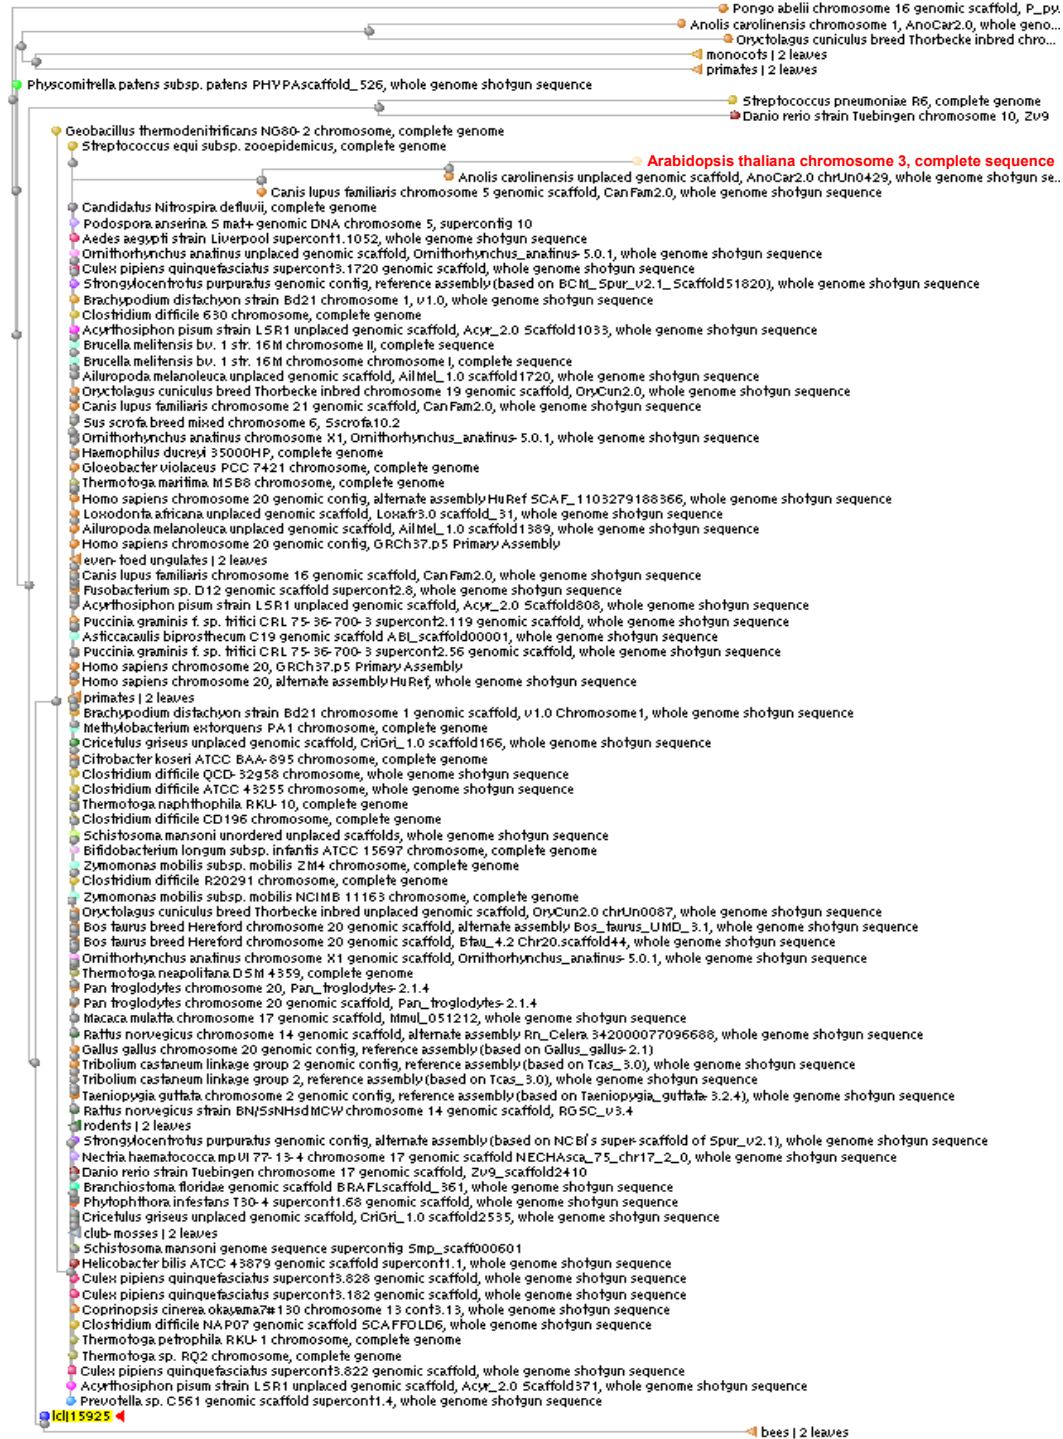 Pongo abelii chromosome 16 genomic scaffold, P_py.
Anolis carolinensis chromosome 1, AnoCar2.0, whole geno...
Oryctolagus cuniculus breed Thorbecke inbred chro...
monocots | 2 leaves
primates | 2 leaves
Physcomitrella patens subsp. patens PHYPAscaffold_526, whole genome shotgun sequence
Streptococcus pneumoniae R6, complete genome
Danio rerio strain Tuebingen chromosome 10, Zv9
Geobacillus thermodenitrificans NG80-2 chromosome, complete genome
Streptococcus equi subsp. zooepidemicus, complete genome
Arabidopsis thaliana chromosome 3, complete sequence
Anolis carolinensis unplaced genomic scaffold, AnoCar2.0 chrUn0429, whole genome shotgun se..
Canis lupus familiaris chromosome 5 genomic scaffold, CanFam2.0, whole genome shotgun sequence
Candidatus Nitrospira defluvii, complete genome
Podospora anserina S mat+ genomic DNA chromosome 5, supercontig 10
Aedes aegypti strain Liverpool supercont1.1052, whole genome shotgun sequence
Ornithorhynchus anatinus unplaced genomic scaffold, Ornithorhynchus_anatinus-5.0.1, whole genome shotgun sequence
Culex pipiens quinquefasciatus supercont3.1720 genomic scaffold, whole genome shotgun sequence
Strongylocentrotus purpuratus genomic contig, reference assembly (based on BCM_Spur_v2.1_Scaffold51820), whole genome shotgun sequence
Brachypodium distachyon strain Bd21 chromosome 1, v1.0, whole genome shotgun sequence
Clostridium difficile 630 chromosome, complete genome
Acyrthosiphon pisum strain LSR1 unplaced genomic scaffold, Acyr_2.0 Scaffold1033, whole genome shotgun sequence
Brucella melitensis bv. 1 str. 16M chromosome II, complete sequence
Brucella melitensis bv. 1 str. 16M chromosome chromosome I, complete sequence
Ailuropoda melanoleuca unplaced genomic scaffold, AilMel_1.0 scaffold1720, whole genome shotgun sequence
Oryctolagus cuniculus breed Thorbecke inbred chromosome 19 genomic scaffold, OryCun2.0, whole genome shotgun sequence
Canis lupus familiaris chromosome 21 genomic scaffold, CanFam2.0, whole genome shotgun sequence
Sus scrofa breed mixed chromosome 6, Sscrofa10.2
Ornithorhynchus anatinus chromosome X1, Ornithorhynchus_anatinus-5.0.1, whole genome shotgun sequence
Haemophilus ducreyi 35000HP, complete genome
Gloeobacter violaceus PCC 7421 chromosome, complete genome
Thermotoga maritima MSB8 chromosome, complete genome
Homo sapiens chromosome 20 genomic contig, alternate assembly HuRef SCAF_1103279188366, whole genome shotgun sequence
Loxodonta africana unplaced genomic scaffold, Loxafr3.0 scaffold_31, whole genome shotgun sequence
Ailuropoda melanoleuca unplaced genomic scaffold, AilMel_1.0 scaffold1389, whole genome shotgun sequence
Homo sapiens chromosome 20 genomic contig, GRCh37.p5 Primary Assembly
even-toed ungulates | 2 leaves
Canis lupus familiaris chromosome 16 genomic scaffold, CanFam2.0, whole genome shotgun sequence
Fusobacterium sp. D12 genomic scaffold supercont2.8, whole genome shotgun sequence
Acyrthosiphon pisum strain LSR1 unplaced genomic scaffold, Acyr_2.0 Scaffold808, whole genome shotgun sequence
Puccinia graminis f. sp. tritici CRL 75-36-700-3 supercont2.119 genomic scaffold, whole genome shotgun sequence
Asticcacaulis biprosthecum C19 genomic scaffold ABI_scaffold00001, whole genome shotgun sequence
Puccinia graminis f. sp. tritici CRL 75-36-700-3 supercont2.56 genomic scaffold, whole genome shotgun sequence
Homo sapiens chromosome 20, GRCh37.p5 Primary Assembly
Homo sapiens chromosome 20, alternate assembly HuRef, whole genome shotgun sequence
primates | 2 leaves
Brachypodium distachyon strain Bd21 chromosome 1 genomic scaffold, v1.0 Chromosome1, whole genome shotgun sequence
Methylobacterium extorquens PA1 chromosome, complete genome
Cricetulus griseus unplaced genomic scaffold, CriGri_1.0 scaffold166, whole genome shotgun sequence
Citrobacter koseri ATCC BAA-895 chromosome, complete genome
Clostridium difficile QCD-32g58 chromosome, whole genome shotgun sequence
Clostridium difficile ATCC 43255 chromosome, whole genome shotgun sequence
Thermotoga naphthophila RKU-10, complete genome
Clostridium difficile CD196 chromosome, complete genome
Schistosoma mansoni unordered unplaced scaffolds, whole genome shotgun sequence
Bifidobacterium longum subsp. infantis ATCC 15697 chromosome, complete genome
Zymomonas mobilis subsp. mobilis ZM4 chromosome, complete genome
Clostridium difficile R20291 chromosome, complete genome
Zymomonas mobilis subsp. mobilis NCIMB 11163 chromosome, complete genome
Oryctolagus cuniculus breed Thorbecke inbred unplaced genomic scaffold, OryCun2.0 chrUn0087, whole genome shotgun sequence
Bos taurus breed Hereford chromosome 20 genomic scaffold, alternate assembly Bos_taurus_UMD_3.1, whole genome shotgun sequence
Bos taurus breed Hereford chromosome 20 genomic scaffold, Btau_4.2 Chr20.scaffold44, whole genome shotgun sequence
Ornithorhynchus anatinus chromosome X1 genomic scaffold, Ornithorhynchus_anatinus-5.0.1, whole genome shotgun sequence
Thermotoga neapolitana DSM 4359, complete genome
Pan troglodytes chromosome 20, Pan_troglodytes-2.1.4
Pan troglodytes chromosome 20 genomic scaffold, Pan_troglodytes-2.1.4
Macaca mulatta chromosome 17 genomic scaffold, Mmul_051212, whole genome shotgun sequence
Rattus norvegicus chromosome 14 genomic scaffold, alternate assembly Rn_Celera 342000077096688, whole genome shotgun sequence
Gallus gallus chromosome 20 genomic contig, reference assembly (based on Gallus_gallus-2.1)
Tribolium castaneum linkage group 2 genomic contig, reference assembly (based on Tcas_3.0), whole genome shotgun sequence
Tribolium castaneum linkage group 2, reference assembly (based on Tcas_3.0), whole genome shotgun sequence
Taeniopygia guttata chromosome 2 genomic contig, reference assembly (based on Taeniopygia_guttata-3.2.4), whole genome shotgun sequence
Rattus norvegicus strain BN/SsNHsdMCW chromosome 14 genomic scaffold, RGSC_v3.4
rodents | 2 leaves
Strongylocentrotus purpuratus genomic contig, alternate assembly (based on NCBI's super-scaffold of Spur_v2.1), whole genome shotgun sequence
Nectria haematococca mpVI 77-13-4 chromosome 17 genomic scaffold NECHAsca_75_chr17_2_0, whole genome shotgun sequence
Danio rerio strain Tuebingen chromosome 17 genomic scaffold, Zv9_scaffold2410
Branchiostoma floridae genomic scaffold BRAFLscaffold_361, whole genome shotgun sequence
Phytophthora infestans T30-4 supercont1.68 genomic scaffold, whole genome shotgun sequence
Cricetulus griseus unplaced genomic scaffold, CriGri_1.0 scaffold2535, whole genome shotgun sequence
club-mosses | 2 leaves
Schistosoma mansoni genome sequence supercontig Smp_scaff000601
Helicobacter bilis ATCC 43879 genomic scaffold supercont1.1, whole genome shotgun sequence
Culex pipiens quinquefasciatus supercont3.828 genomic scaffold, whole genome shotgun sequence
Culex pipiens quinquefasciatus supercont3.182 genomic scaffold, whole genome shotgun sequence
Coprinopsis cinerea okayama7#130 chromosome 13 cont3.13, whole genome shotgun sequence
Clostridium difficile NAP07 genomic scaffold SCAFFOLD6, whole genome shotgun sequence
Thermotoga petrophila RKU-1 chromosome, complete genome
Thermotoga sp. RQ2 chromosome, complete genome
Culex pipiens quinquefasciatus supercont3.822 genomic scaffold, whole genome shotgun sequence
Acyrthosiphon pisum strain LSR1 unplaced genomic scaffold, Acyr_2.0 Scaffold371, whole genome shotgun sequence
Prevotella sp. C561 genomic scaffold supercont1.4, whole genome shotgun sequence
lcl|15925
bees | 2 leaves